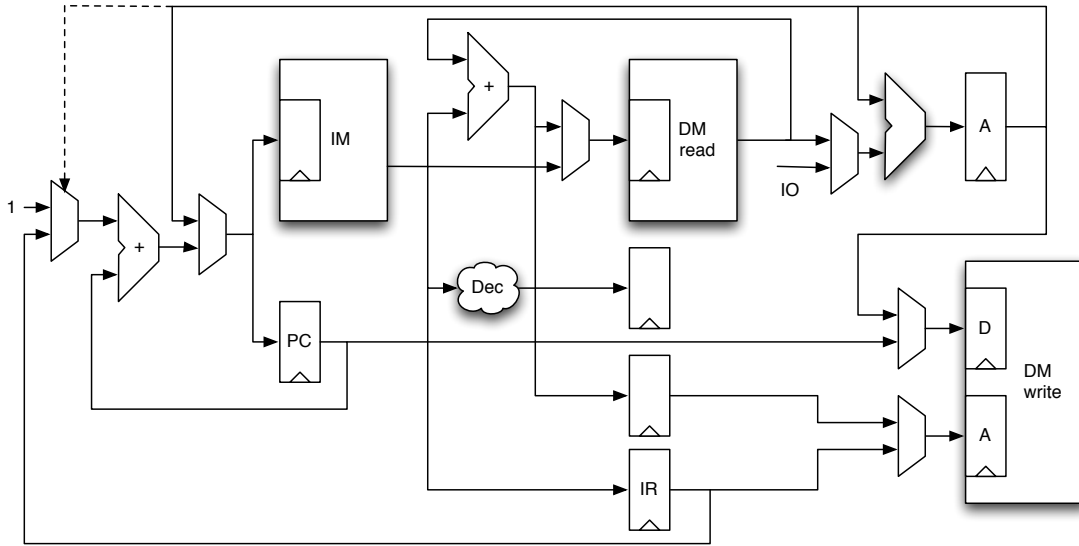 +
IM
DM
read
A
IO
1
+
Dec
PC
D
DM
write
A
IR